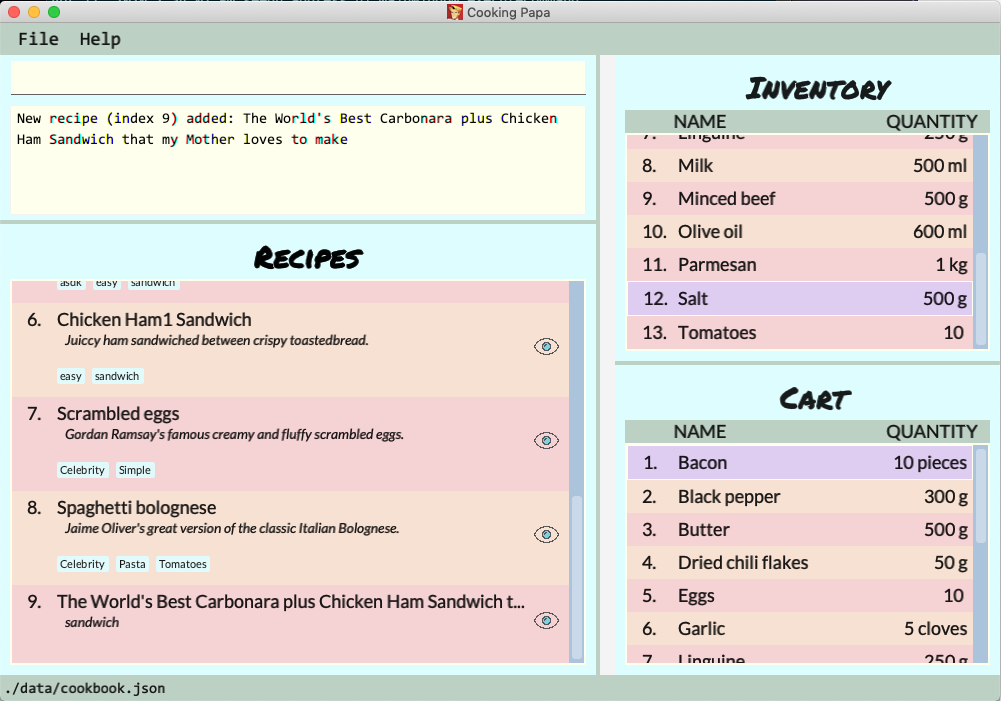 Cooking Papa
File Help
New recipe (index 9) added: The World's Best Carbonara plus Chicken
Ham Sandwich that my Mother loves to make
Recipes
asdk easy sandwich
6. Chicken Ham1 Sandwich
Juiccy ham sandwiched between crispy toastedbread.
easy sandwich
7. Scrambled eggs
Gordan Ramsay's famous creamy and fluffy scrambled eggs.
Celebrity Simple
8. Spaghetti bolognese
Jaime Oliver's great version of the classic Italian Bolognese.
Celebrity Pasta Tomatoes
9. The World's Best Carbonara plus Chicken Ham Sandwich t...
sandwich
Inventory
NAME QUANTITY
7. Linguine 250 g
8. Milk 500 ml
9. Minced beef 500 g
10. Olive oil 600 ml
11. Parmesan 1 kg
12. Salt 500 g
13. Tomatoes 10
Cart
NAME QUANTITY
1. Bacon 10 pieces
2. Black pepper 300 g
3. Butter 500 g
4. Dried chili flakes 50 g
5. Eggs 10
6. Garlic 5 cloves
7. Linguine 250 g
./data/cookbook.json